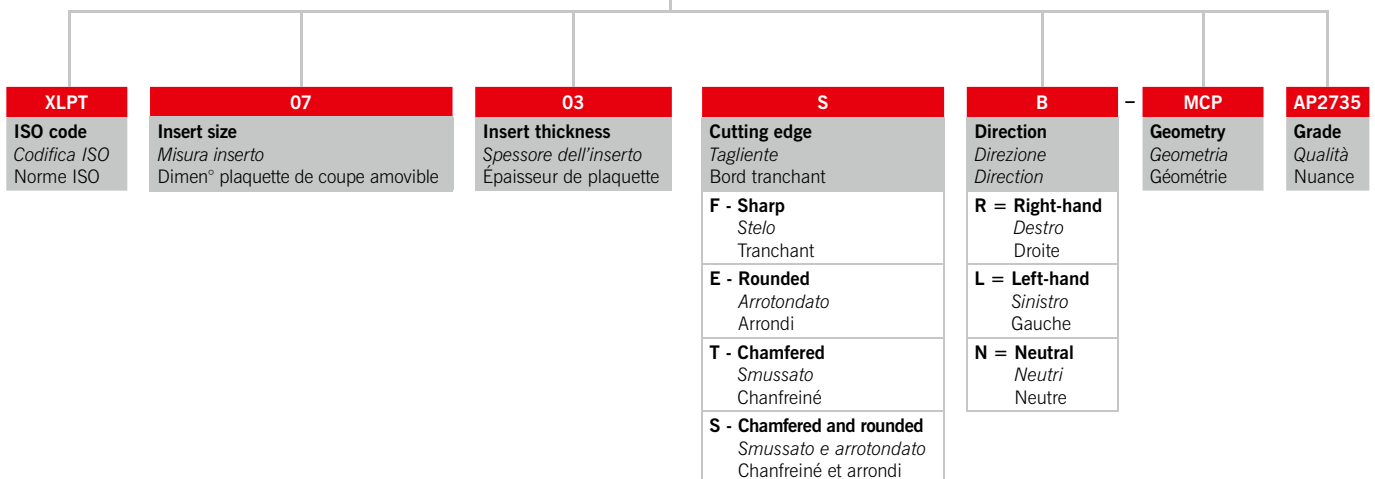 XLPT
ISO code
Codifica ISO
Norme ISO
07
Insert size
Misura inserto
Dimen° plaquette de coupe amovible
03
Insert thickness
Spessore dell'inserto
Épaisseur de plaquette
S
Cutting edge
Tagliente
Bord tranchant
F - Sharp
Stelo
Tranchant
E - Rounded
Arrotondato
Arrondi
T - Chamfered
Smussato
Chanfreiné
S - Chamfered and rounded
Smussato e arrotondato
Chanfreiné et arrondi
B
Direction
Direzione
Direction
R = Right-hand
Destro
Droite
L = Left-hand
Sinistro
Gauche
N = Neutral
Neutri
Neutre
–
MCP
Geometry
Geometria
Géométrie
AP2735
Grade
Qualità
Nuance